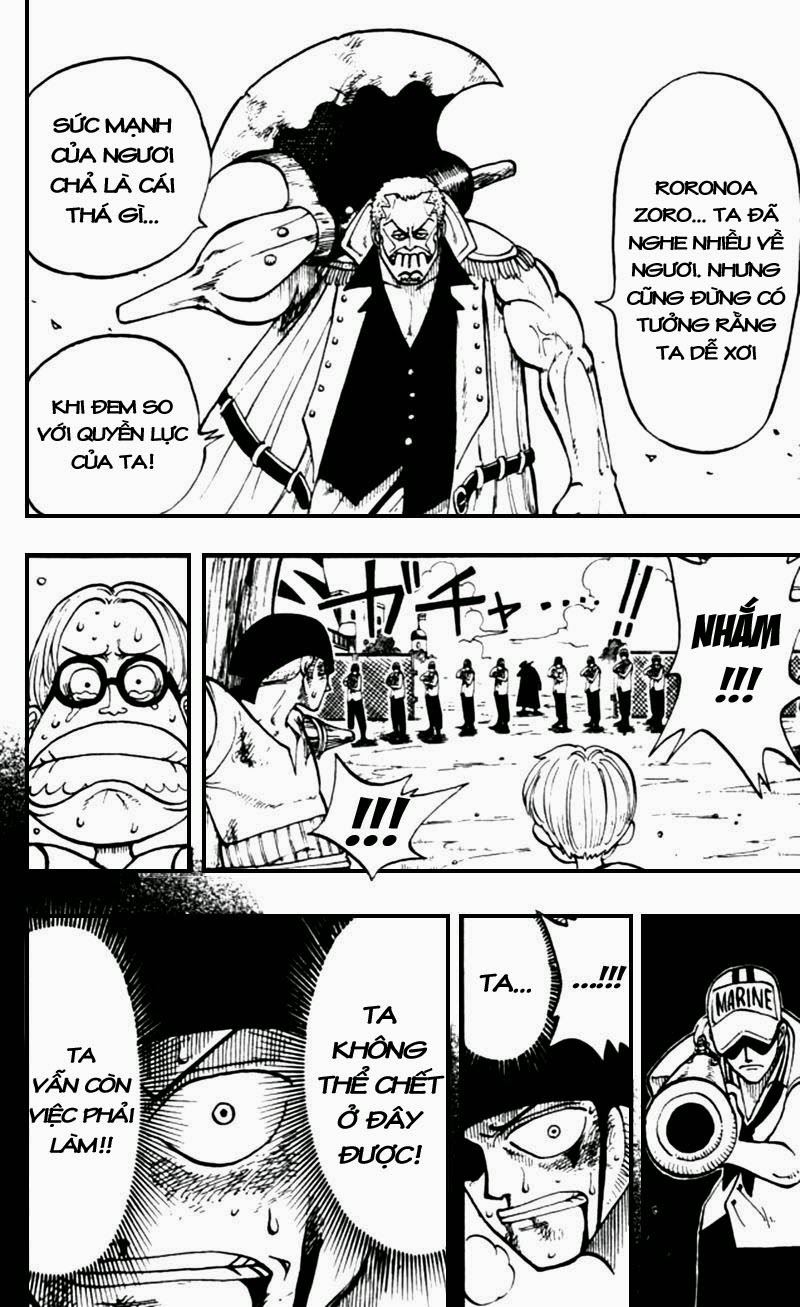 RORONOA
ZORO... TA ĐÃ
NGHE NHIỀU VỀ
NGƯƠI. NHƯNG
CŨNG ĐỪNG CÓ
TƯỞNG RẰNG
TA DỄ XƠI
SỨC MẠNH
CỦA NGƯƠI
CHẢ LÀ CÁI
THÁ GÌ...
KHI ĐEM SO
VỚI QUYỀN LỰC
CỦA TA!
NHẮM
!!!
ガチャ…!!
!!!
MARINE
...!!!
TA...
TA
KHÔNG
THỂ CHẾT
Ở ĐÂY
ĐƯỢC!
TA
VẪN CÒN
VIỆC PHẢI
LÀM!!